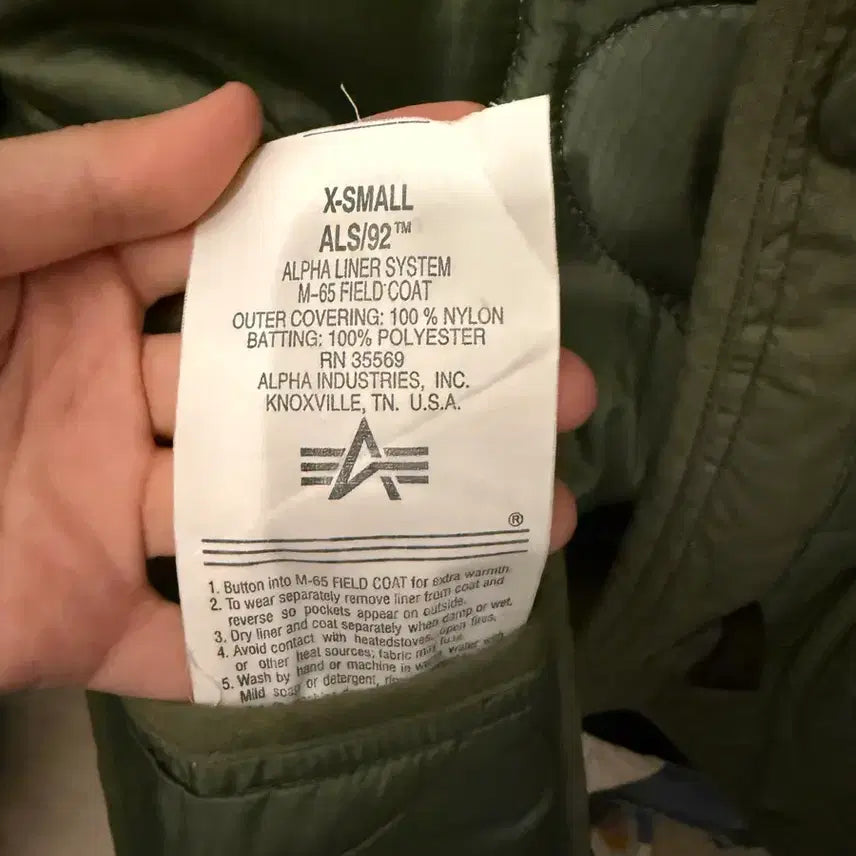 X-SMALL
ALS/92™
ALPHA LINER SYSTEM
M-65 FIELD COAT
OUTER COVERING: 100 % NYLON
BATTING: 100% POLYESTER
RN 35569
ALPHA INDUSTRIES, INC.
KNOXVILLE, TN. U.S.A.
®
1. Button into M-65 FIELD COAT for extra warmth.
2. To wear separately remove liner from coat and
reverse so pockets appear on outside.
3. Dry liner and coat separately when damp or wet.
4. Avoid contact with heatedstoves, open fires,
or other heat sources; fabric may fuse.
5. Wash by hand or machine in water with
Mild soap or detergent,